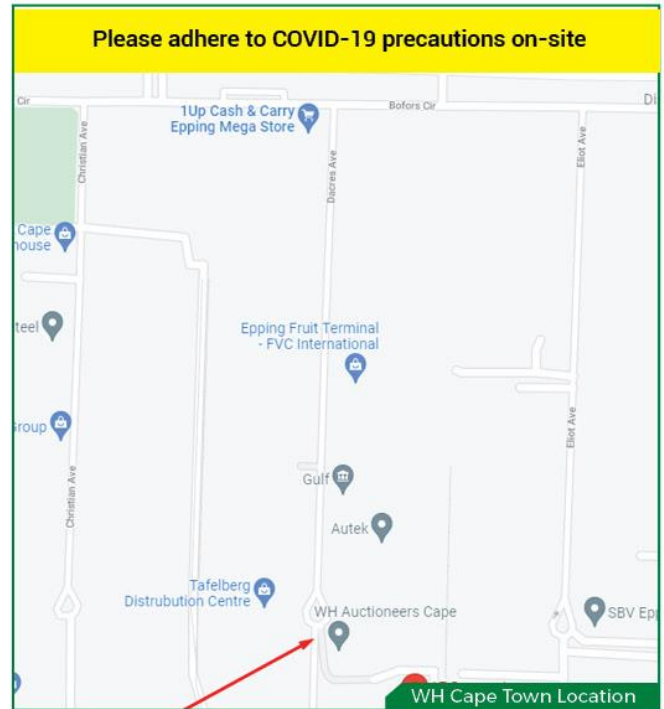 Please adhere to COVID-19 precautions on-site
Cir
Bofors Cir
Di
1Up Cash & Carry
Epping Mega Store
Christian Ave
Dacres Ave
Eliot Ave
Cape
house
teel
Epping Fruit Terminal
- FVC International
Group
Eliot Ave
Christian Ave
Gulf
Autek
Tafelberg
Distrubution Centre
WH Auctioneers Cape
SBV Epp
WH Cape Town Location